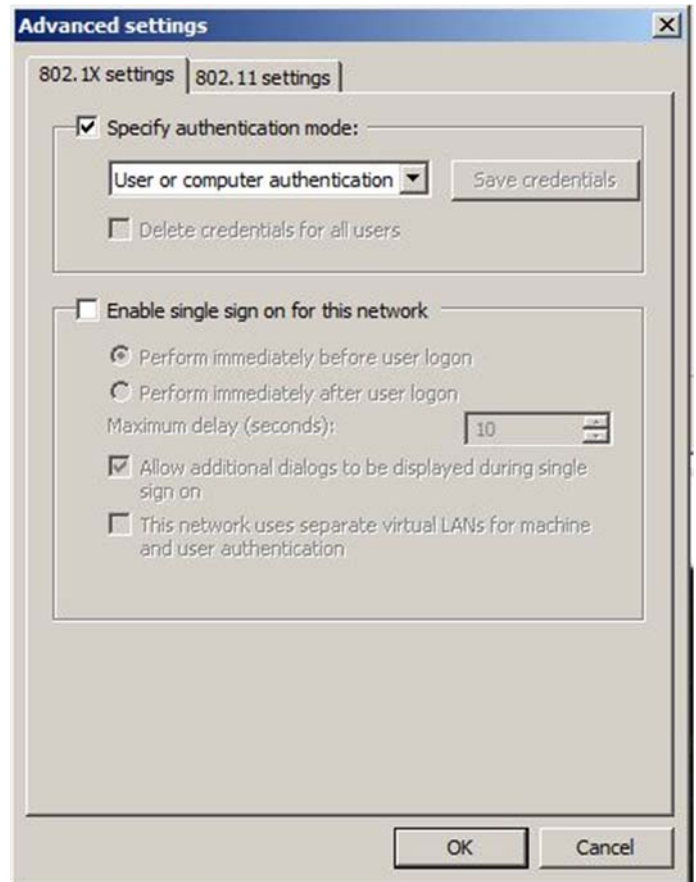 Advanced settings
802.1X settings 802.11 settings
Specify authentication mode:
User or computer authentication Save credentials
Delete credentials for all users
Enable single sign on for this network
Perform immediately before user logon
Perform immediately after user logon
Maximum delay (seconds): 10
Allow additional dialogs to be displayed during single
sign on
This network uses separate virtual LANs for machine
and user authentication
OK Cancel